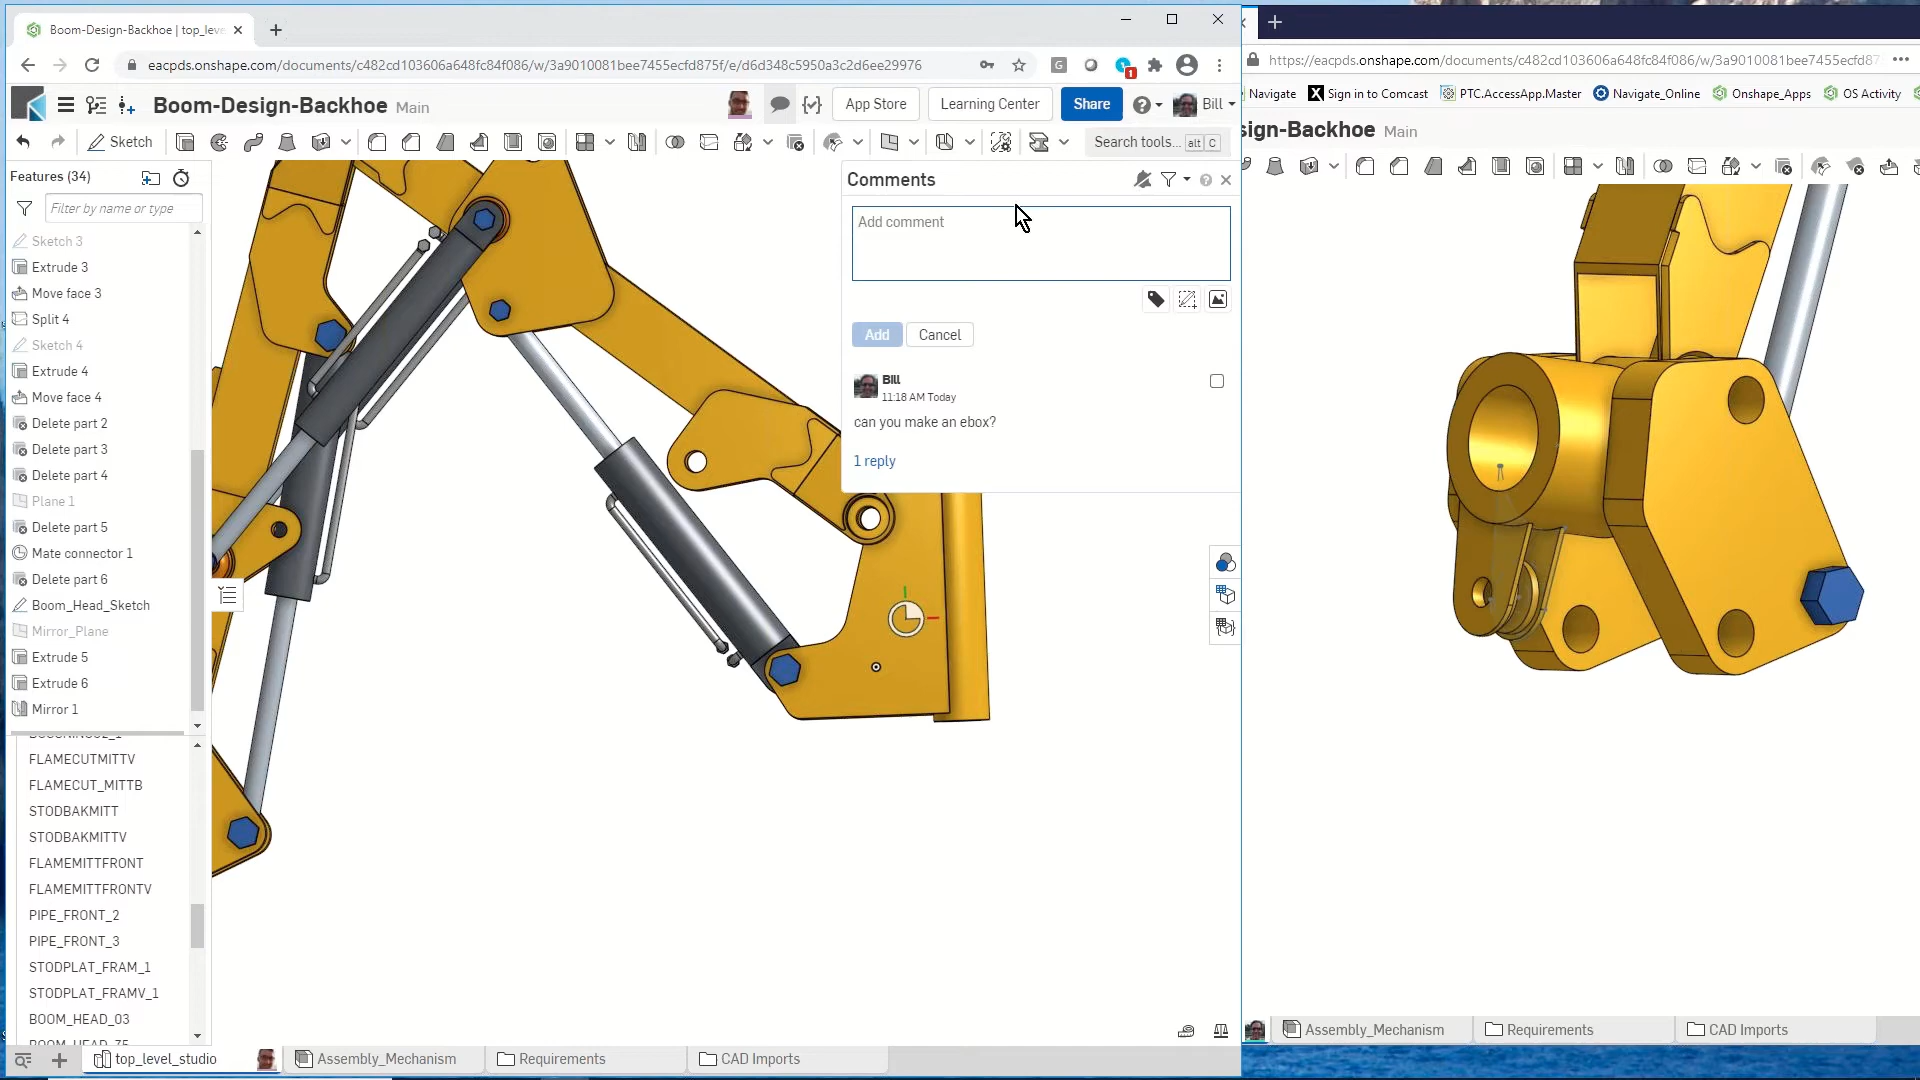 Boom-Design-Backhoe | top_leve
eacpds.onshape.com/documents/c482cd103606a648fc84f086/w/3a9010081bee7455ecfd875f/e/d6d348c5950a3c2d6ee29976
G
1
Boom-Design-Backhoe Main
App Store
Learning Center
Share
Bill
Sketch
Search tools... alt C
Features (34)
Filter by name or type
Sketch 3
Extrude 3
Move face 3
Split 4
Sketch 4
Extrude 4
Move face 4
Delete part 2
Delete part 3
Delete part 4
Plane 1
Delete part 5
Mate connector 1
Delete part 6
Boom_Head_Sketch
Mirror_Plane
Extrude 5
Extrude 6
Mirror 1
FLAMECUTMITTV
FLAMECUT_MITTB
STODBAKMITT
STODBAKMITTV
FLAMEMITTFRONT
FLAMEMITTFRONTV
PIPE_FRONT_2
PIPE_FRONT_3
STODPLAT_FRAM_1
STODPLAT_FRAMV_1
BOOM_HEAD_03
Comments
Add comment
Add
Cancel
Bill
11:18 AM Today
can you make an ebox?
1 reply
top_level_studio
Assembly_Mechanism
Requirements
CAD Imports
https://eacpds.onshape.com/documents/c482cd103606a648fc84f086/w/3a9010081bee7455ecfd87
Navigate
Sign in to Comcast
PTC.AccessApp.Master
Navigate_Online
Onshape_Apps
OS Activity
sign-Backhoe Main
Assembly_Mechanism
Requirements
CAD Imports